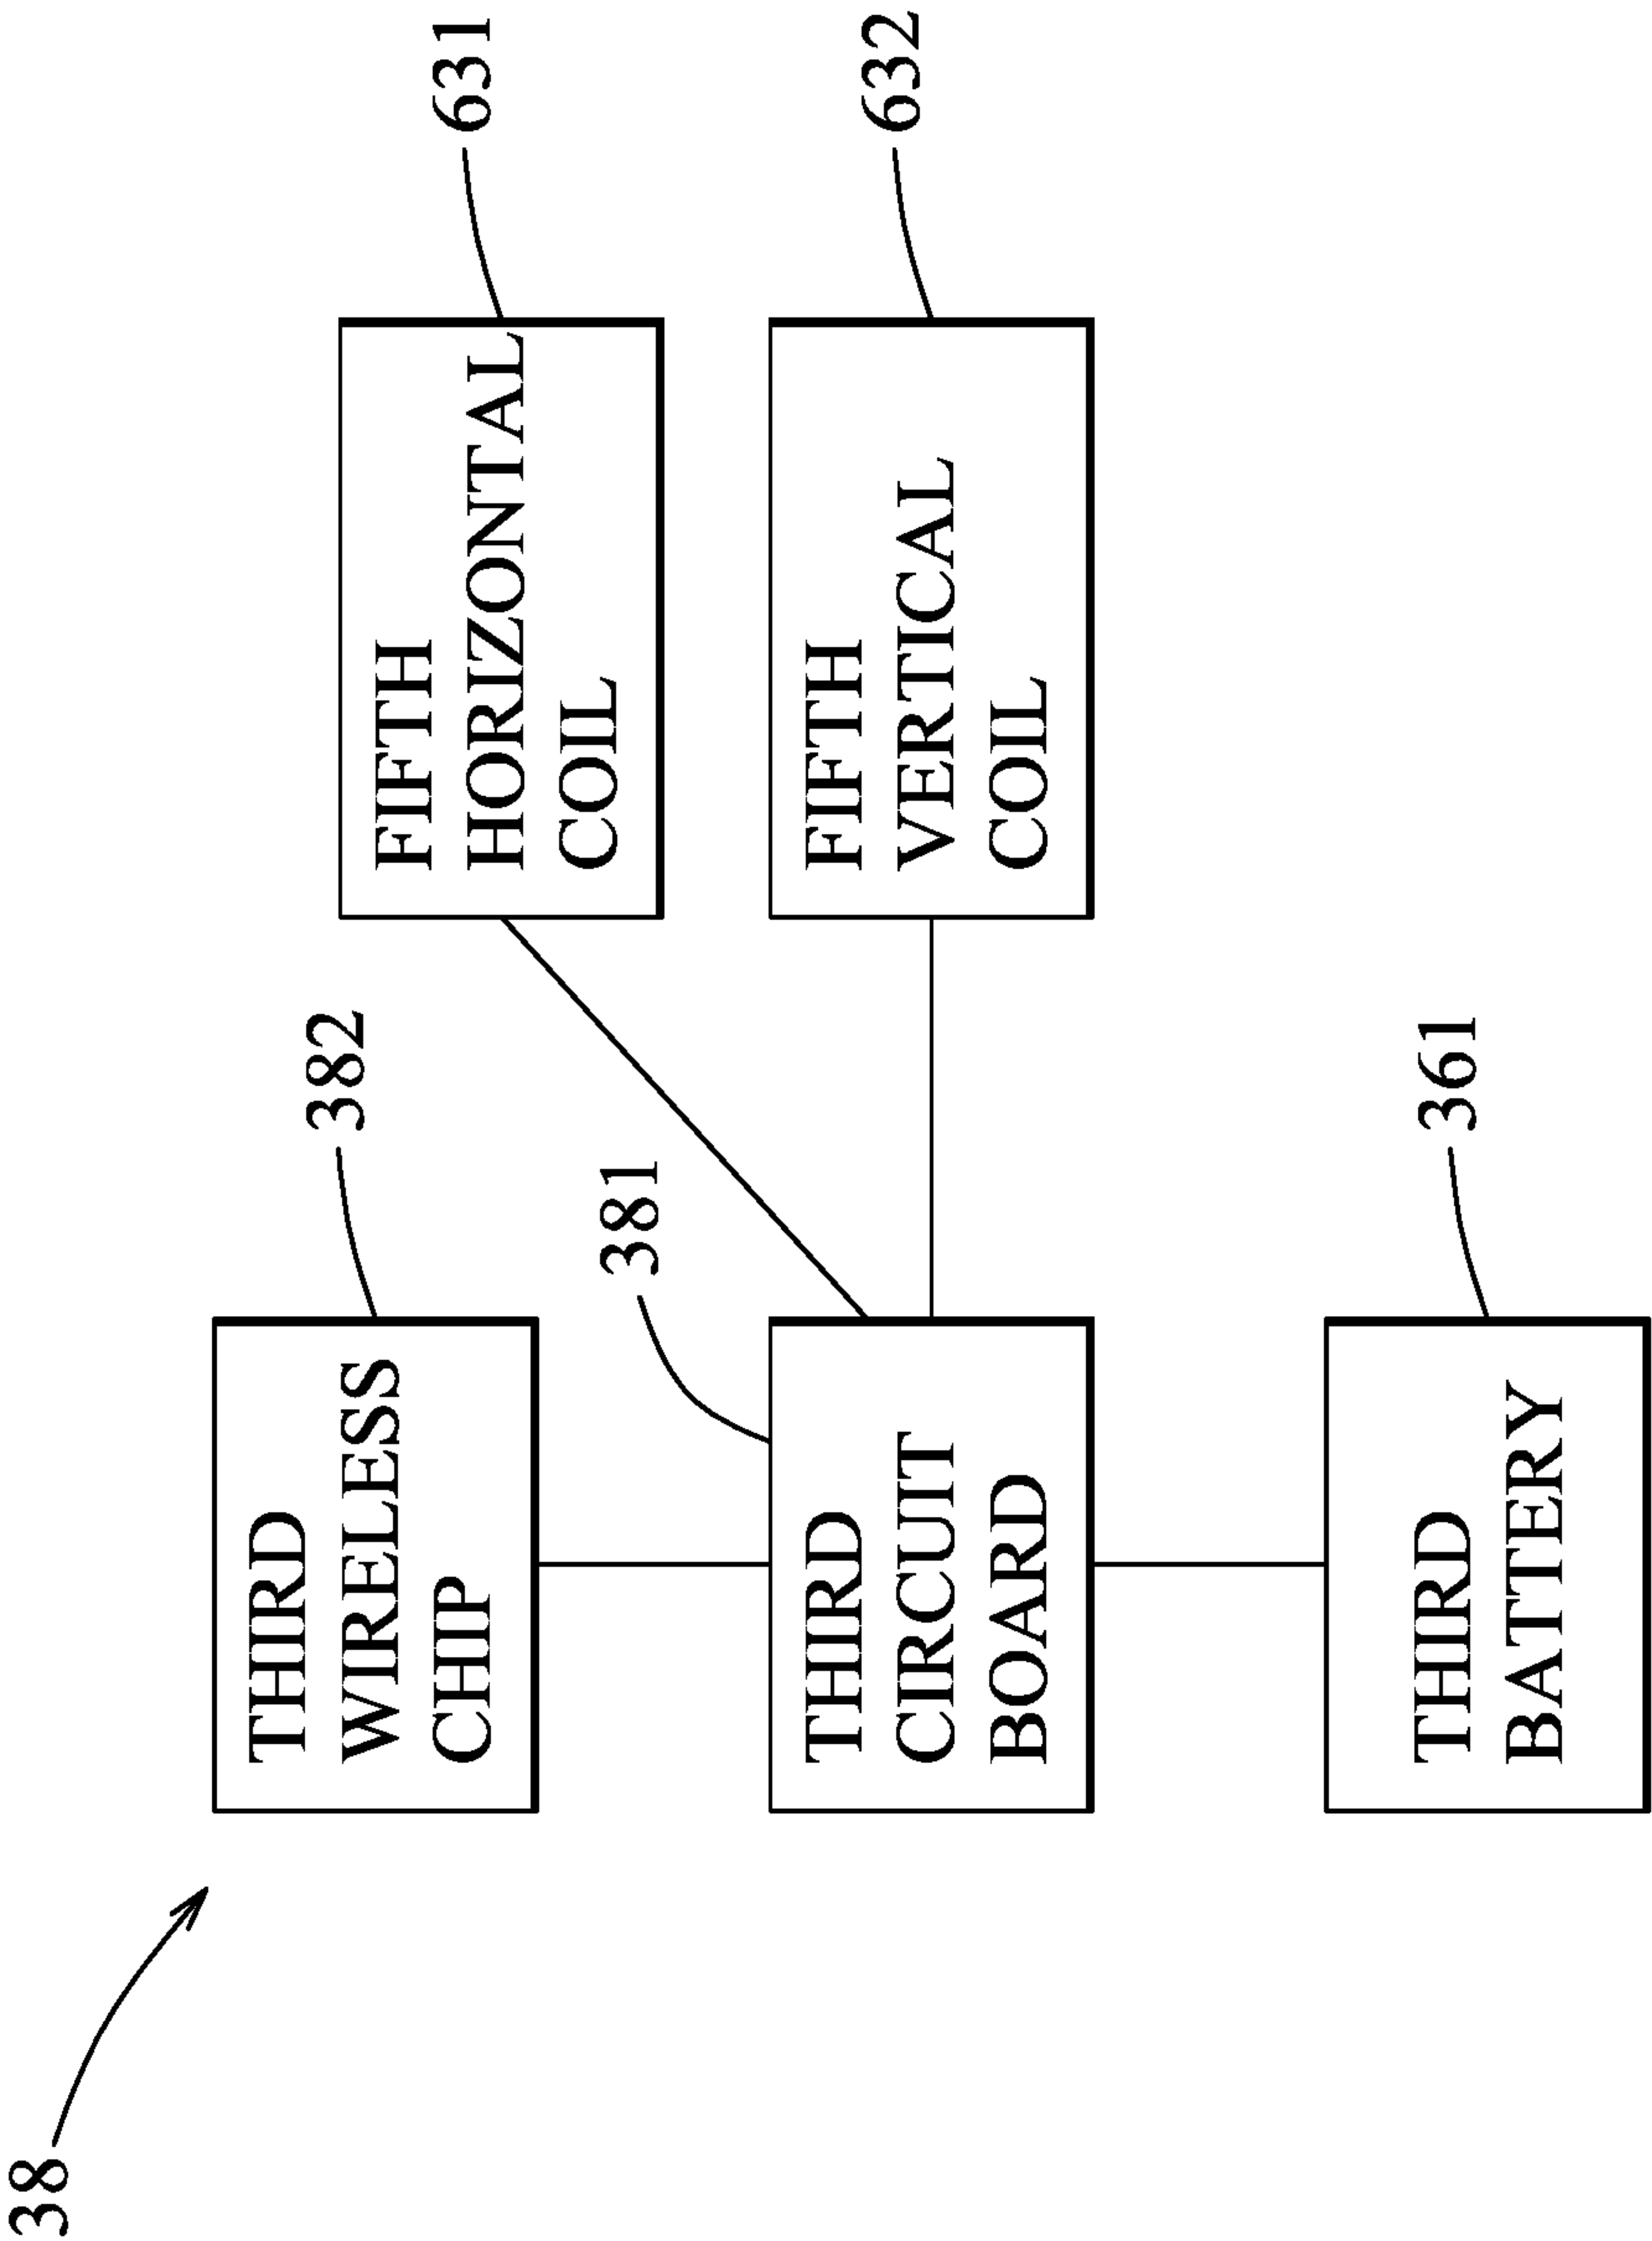 38
THIRD
WIRELESS
CHIP
382
FIFTH
HORIZONTAL
COIL
631
381
THIRD
CIRCUIT
BOARD
FIFTH
VERTICAL
COIL
632
THIRD
BATTERY
361